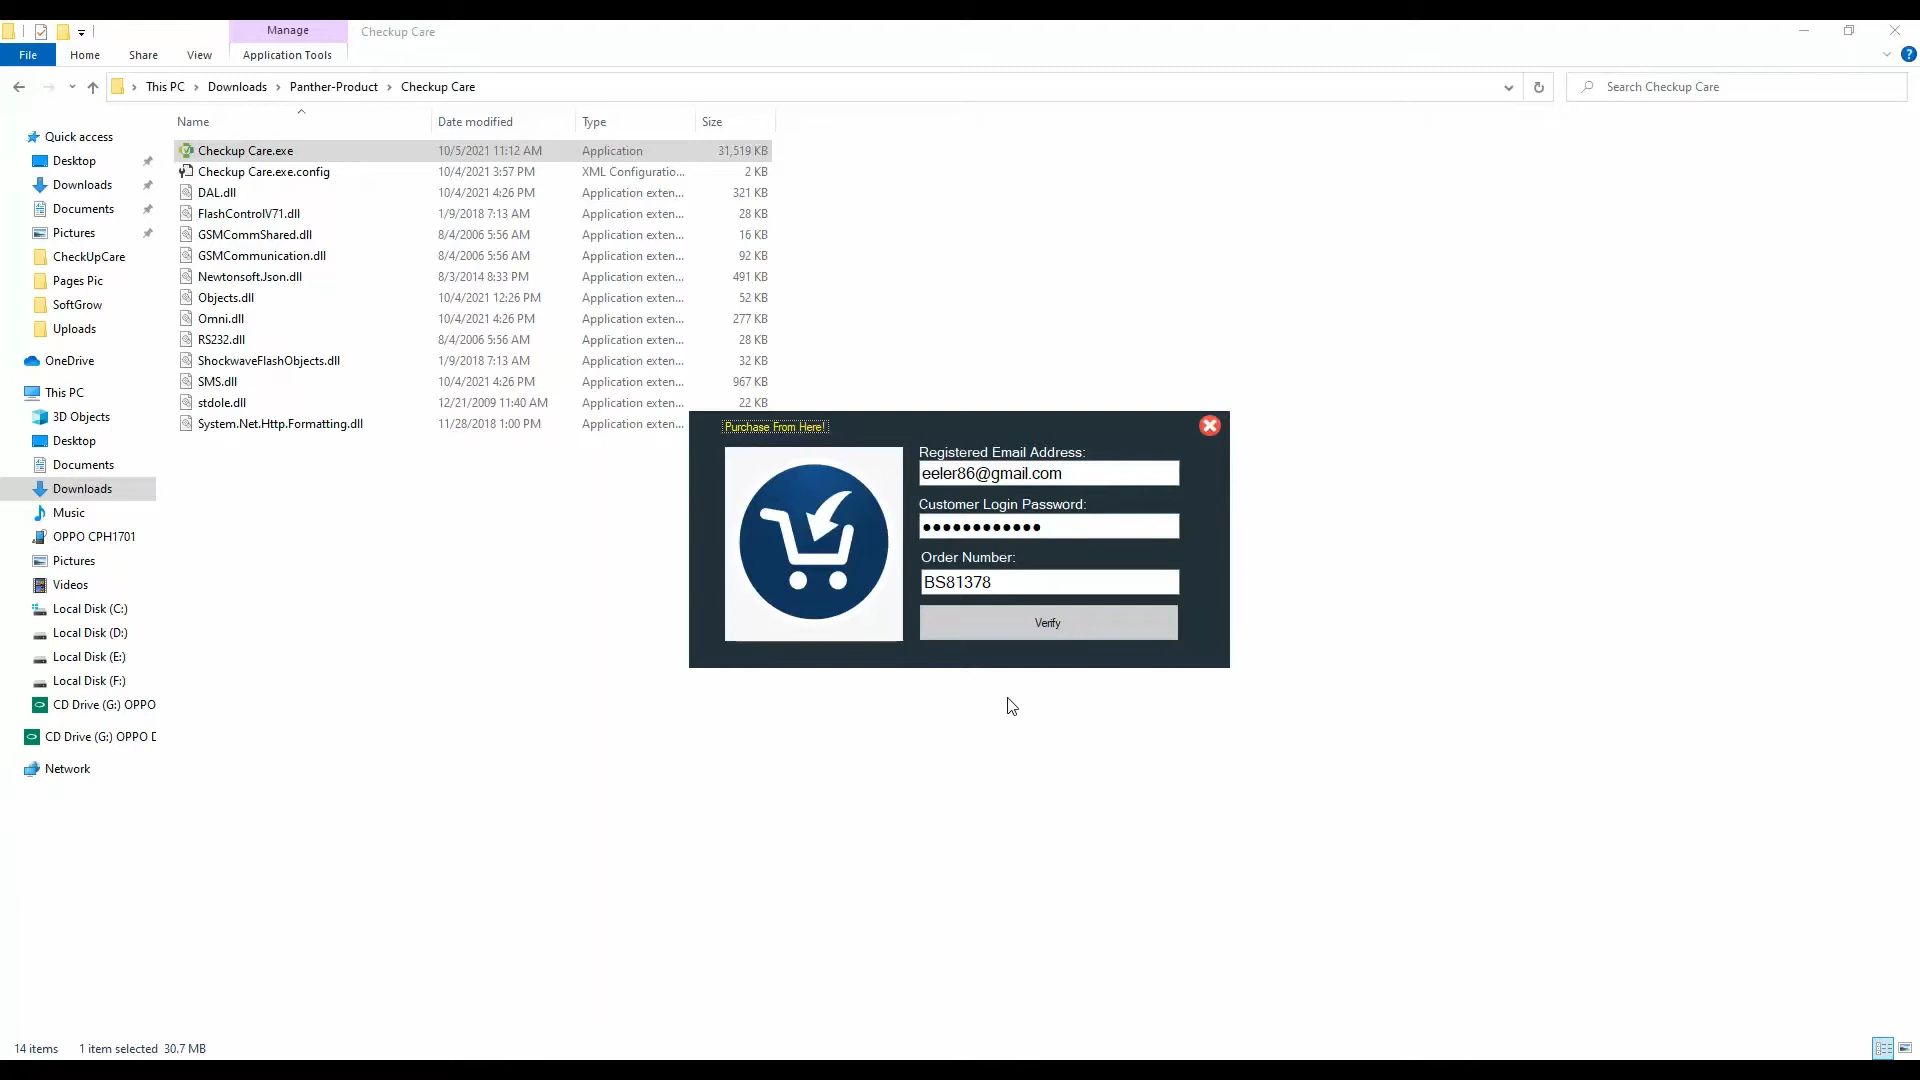 Manage
Checkup Care
File
Home
Share
View
Application Tools
This PC
Downloads
Panther-Product
Checkup Care
Search Checkup Care
Name
Date modified
Type
Size
Quick access
Desktop
Downloads
Documents
Pictures
CheckUpCare
Pages Pic
SoftGrow
Uploads
OneDrive
This PC
3D Objects
Desktop
Documents
Downloads
Music
OPPO CPH1701
Pictures
Videos
Local Disk (C:)
Local Disk (D:)
Local Disk (E:)
Local Disk (F:)
CD Drive (G:) OPPO
CD Drive (G:) OPPO D
Network
Checkup Care.exe 10/5/2021 11:12 AM Application 31,519 KB
Checkup Care.exe.config 10/4/2021 3:57 PM XML Configuratio... 2 KB
DAL.dll 10/4/2021 4:26 PM Application exten... 321 KB
FlashControlV71.dll 1/9/2018 7:13 AM Application exten... 28 KB
GSMCommShared.dll 8/4/2006 5:56 AM Application exten... 16 KB
GSMCommunication.dll 8/4/2006 5:56 AM Application exten... 92 KB
Newtonsoft.Json.dll 8/3/2014 8:33 PM Application exten... 491 KB
Objects.dll 10/4/2021 12:26 PM Application exten... 52 KB
Omni.dll 10/4/2021 4:26 PM Application exten... 277 KB
RS232.dll 8/4/2006 5:56 AM Application exten... 28 KB
ShockwaveFlashObjects.dll 1/9/2018 7:13 AM Application exten... 32 KB
SMS.dll 10/4/2021 4:26 PM Application exten... 967 KB
stdole.dll 12/21/2009 11:40 AM Application exten... 22 KB
System.Net.Http.Formatting.dll 11/28/2018 1:00 PM Application exten...
Purchase From Here!
Registered Email Address:
eeler86@gmail.com
Customer Login Password:
●●●●●●●●●●●●
Order Number:
BS81378
Verify
14 items
1 item selected 30.7 MB